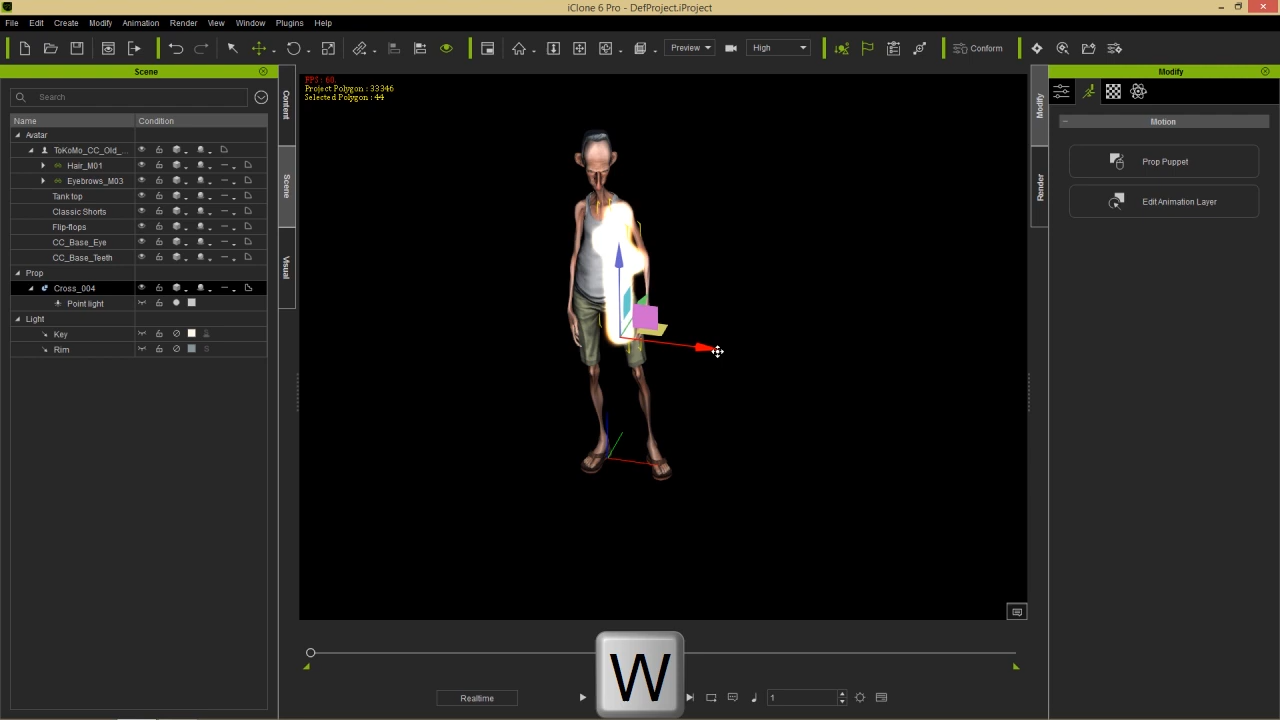 iClone 6 Pro - DefProject.iProject
File Edit Create Modify Animation Render View Window Plugins Help
Preview
High
Conform
Scene
Modify
Search
Name Condition
Avatar
ToKoMo_CC_Old_...
Hair_M01
Eyebrows_M03
Tank top
Classic Shorts
Flip-flops
CC_Base_Eye
CC_Base_Teeth
Prop
Cross_004
Point light
Light
Key
Rim
S
Content
Scene
Visual
FPS : 60.
Project Polygon : 33346
Selected Polygon : 44
Modify
Render
Motion
Prop Puppet
Edit Animation Layer
Realtime
W
1